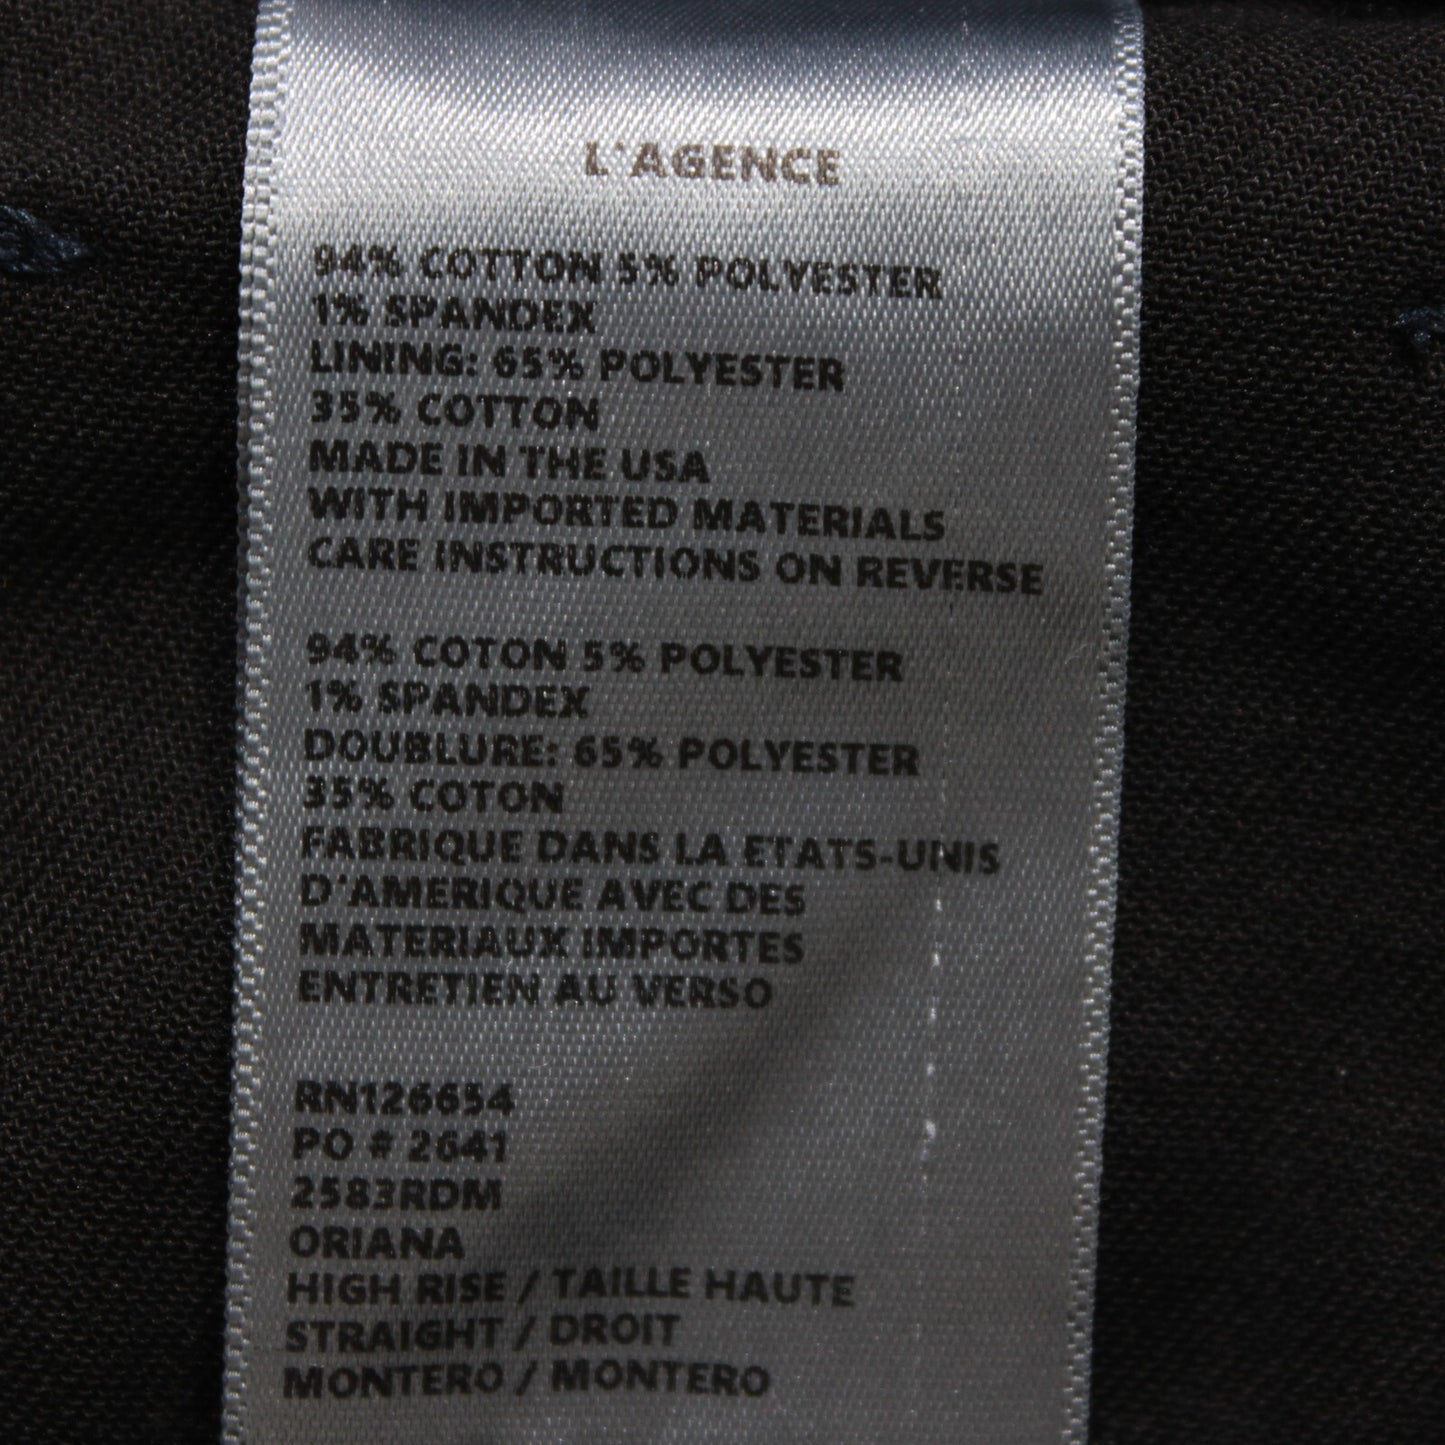 L'AGENCE
94% COTTON 5% POLYESTER
1% SPANDEX
LINING: 65% POLYESTER
35% COTTON
MADE IN THE USA
WITH IMPORTED MATERIALS
CARE INSTRUCTIONS ON REVERSE
94% COTON 5% POLYESTER
1% SPANDEX
DOUBLURE: 65% POLYESTER
35% COTON
FABRIQUE DANS LA ETATS-UNIS
D'AMERIQUE AVEC DES
MATERIAUX IMPORTES
ENTRETIEN AU VERSO
RN126654
PO # 2641
2583RDM
ORIANA
HIGH RISE / TAILLE HAUTE
STRAIGHT / DROIT
MONTERO / MONTERO